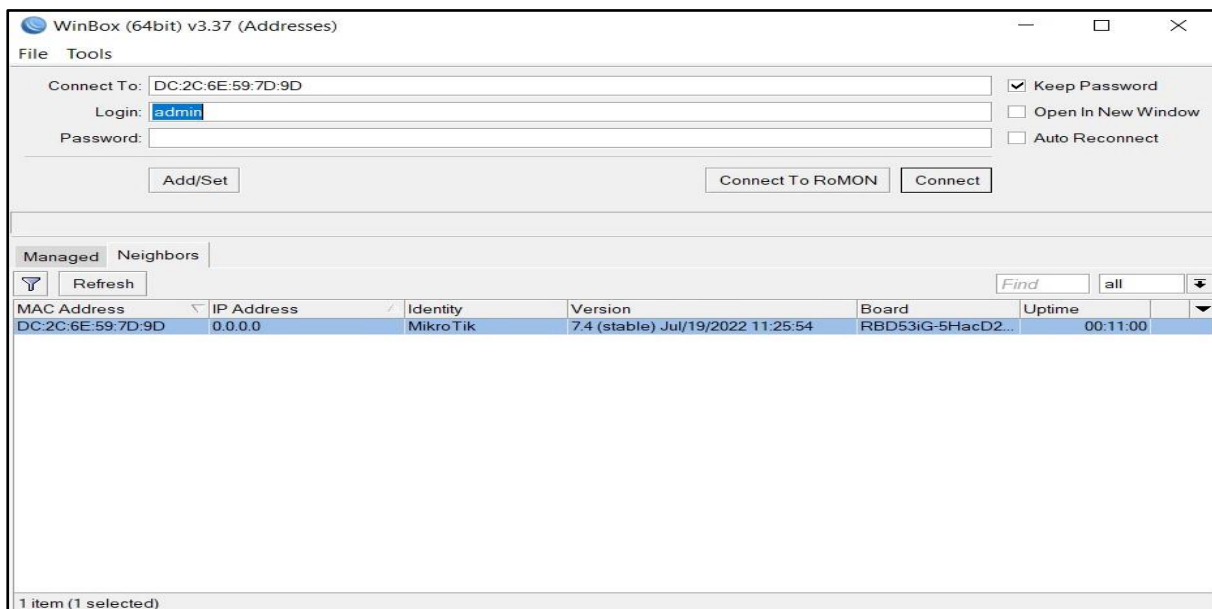 WinBox (64bit) v3.37 (Addresses)
File Tools
Connect To: DC:2C:6E:59:7D:9D
Keep Password
Login: admin
Open In New Window
Password:
Auto Reconnect
Add/Set Connect To RoMON Connect
Managed Neighbors
Refresh Find all
MAC Address IP Address Identity Version Board Uptime
DC:2C:6E:59:7D:9D 0.0.0.0 MikroTik 7.4 (stable) Jul/19/2022 11:25:54 RBD53iG-5HacD2... 00:11:00
1 item (1 selected)